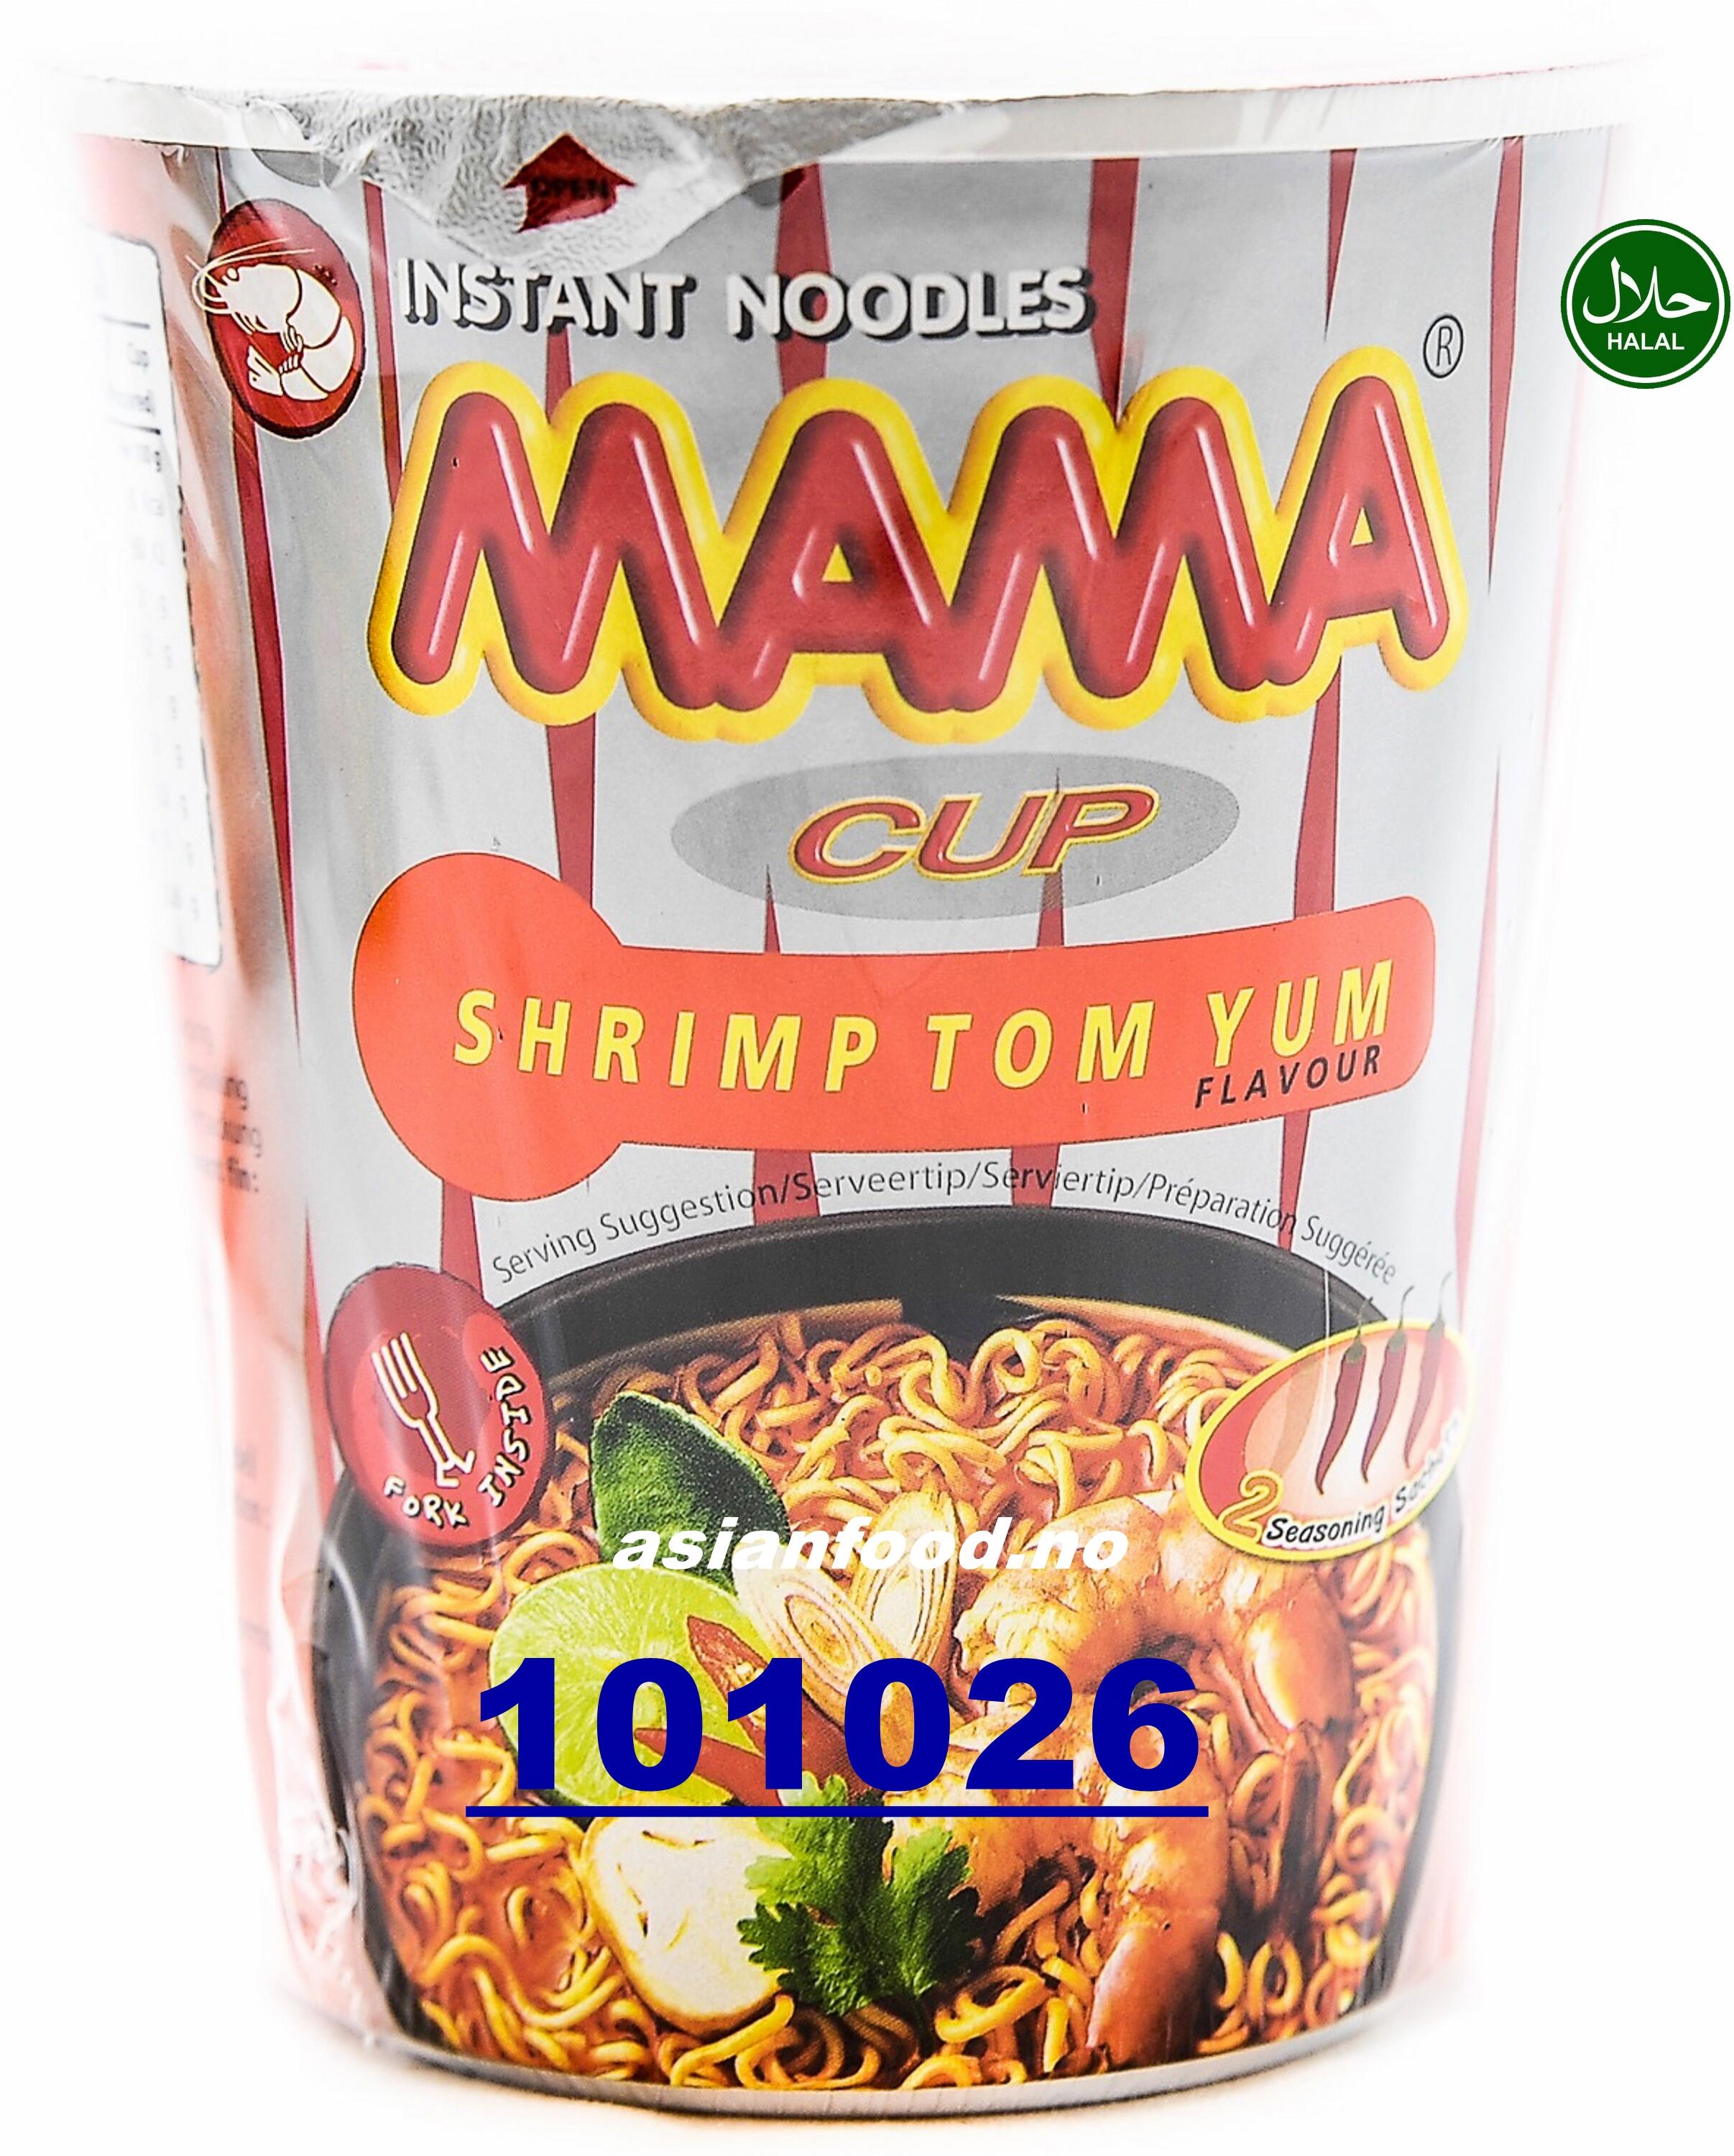 OPEN
INSTANT NOODLES
MAMA ®
حلال
HALAL
CUP
SHRIMP TOM YUM
FLAVOUR
Serving Suggestion/Serveertip/Serviertip/Préparation Suggérée
FORK INSIDE
2 Seasoning
asianfood.no
101026